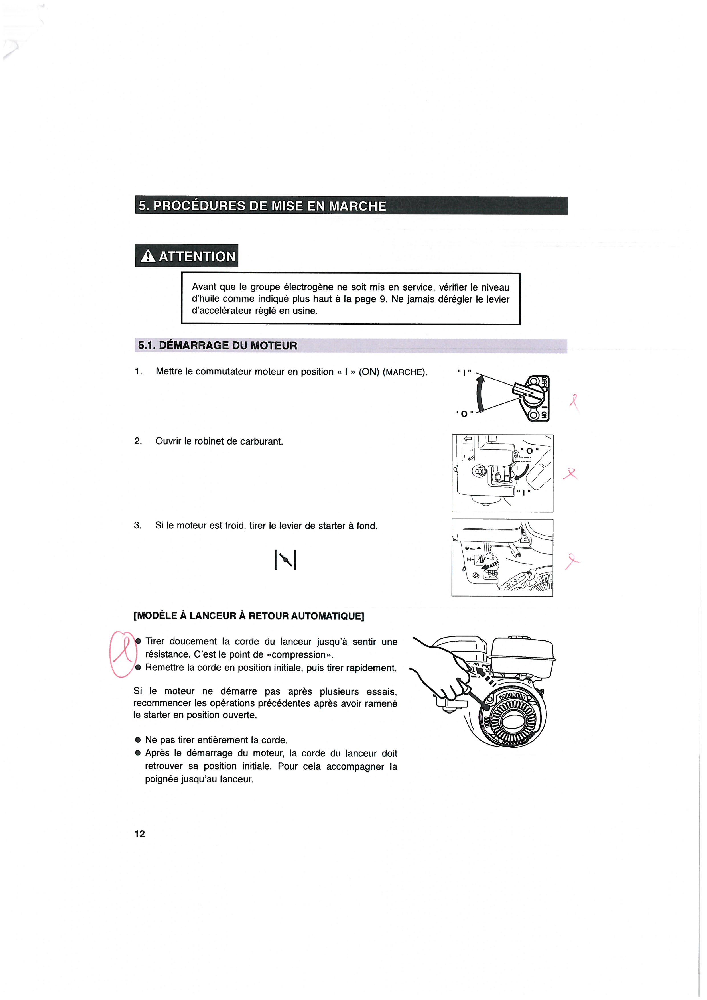 5. PROCÉDURES DE MISE EN MARCHE
ATTENTION
Avant que le groupe électrogène ne soit mis en service, vérifier le niveau
d'huile comme indiqué plus haut à la page 9. Ne jamais dérégler le levier
d'accelérateur réglé en usine.
5.1. DÉMARRAGE DU MOTEUR
1. Mettre le commutateur moteur en position « I » (ON) (MARCHE).
" I "
OFF
" O "
I ON
2. Ouvrir le robinet de carburant.
" O "
" I "
3. Si le moteur est froid, tirer le levier de starter à fond.
[MODÈLE À LANCEUR À RETOUR AUTOMATIQUE]
● Tirer doucement la corde du lanceur jusqu'à sentir une
résistance. C'est le point de «compression».
● Remettre la corde en position initiale, puis tirer rapidement.
Si le moteur ne démarre pas après plusieurs essais,
recommencer les opérations précédentes après avoir ramené
le starter en position ouverte.
● Ne pas tirer entièrement la corde.
● Après le démarrage du moteur, la corde du lanceur doit
retrouver sa position initiale. Pour cela accompagner la
poignée jusqu'au lanceur.
12